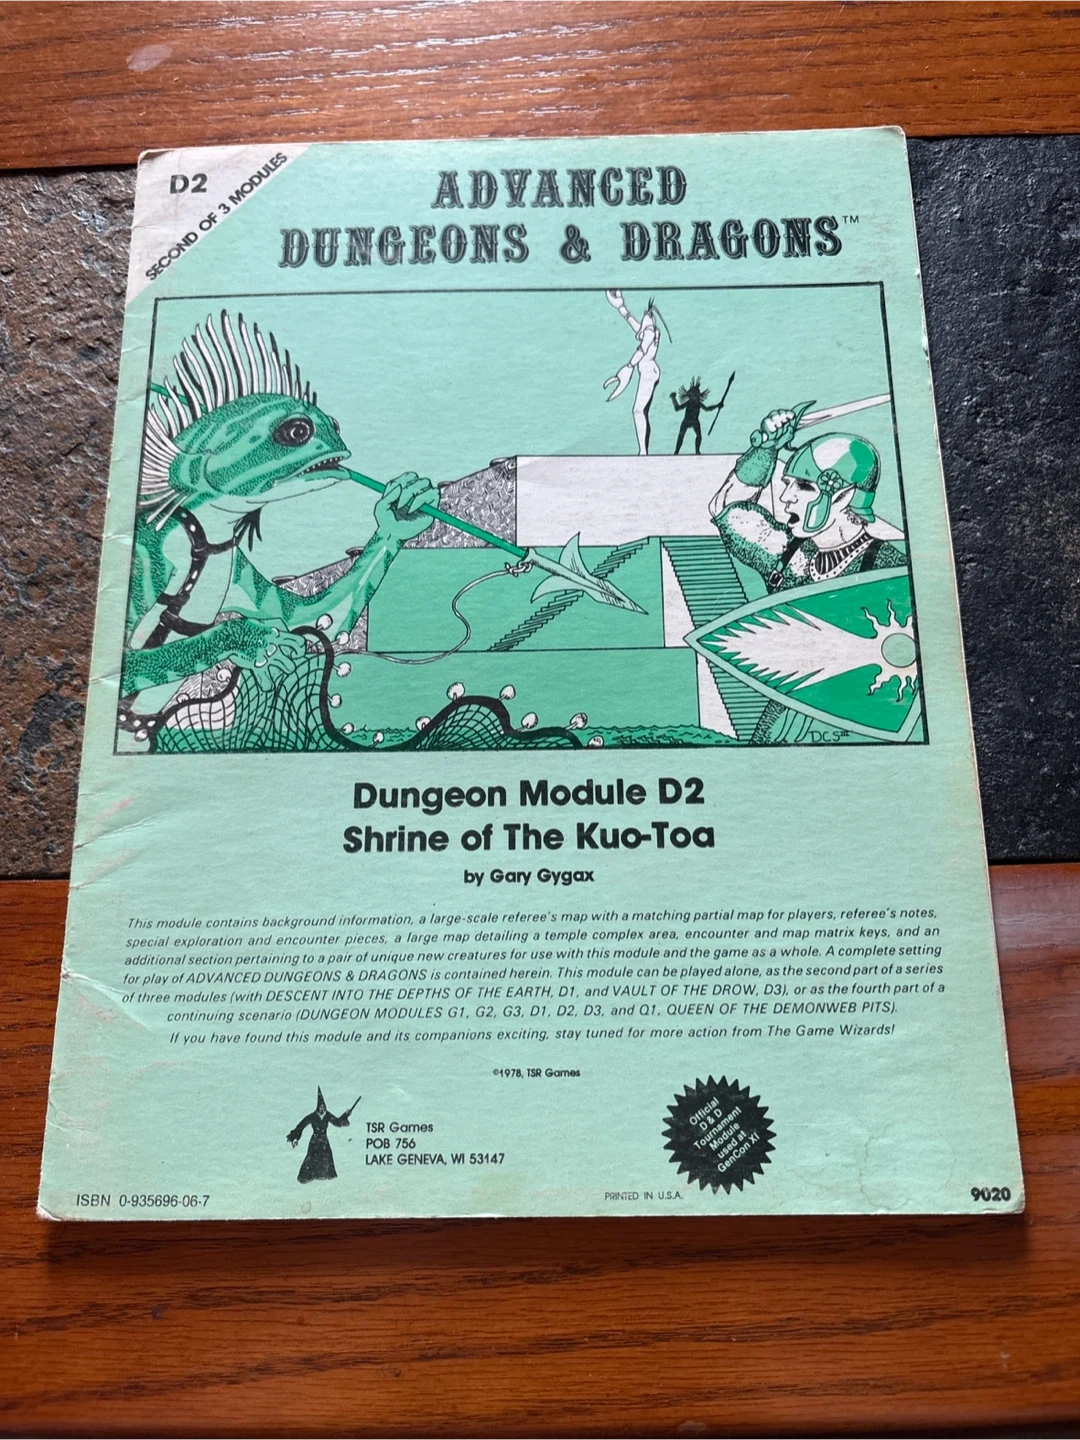 D2
SECOND OF 3 MODULES
ADVANCED
DUNGEONS & DRAGONS™
DCS III
Dungeon Module D2
Shrine of The Kuo-Toa
by Gary Gygax
This module contains background information, a large-scale referee's map with a matching partial map for players, referee's notes,
special exploration and encounter pieces, a large map detailing a temple complex area, encounter and map matrix keys, and an
additional section pertaining to a pair of unique new creatures for use with this module and the game as a whole. A complete setting
for play of ADVANCED DUNGEONS & DRAGONS is contained herein. This module can be played alone, as the second part of a series
of three modules (with DESCENT INTO THE DEPTHS OF THE EARTH, D1, and VAULT OF THE DROW, D3), or as the fourth part of a
continuing scenario (DUNGEON MODULES G1, G2, G3, D1, D2, D3, and Q1, QUEEN OF THE DEMONWEB PITS).
If you have found this module and its companions exciting, stay tuned for more action from The Game Wizards!
©1978, TSR Games
TSR Games
POB 756
LAKE GENEVA, WI 53147
Official
D & D
Tournament
Module
used at
GenCon XI
ISBN 0-935696-06-7
PRINTED IN U.S.A.
9020